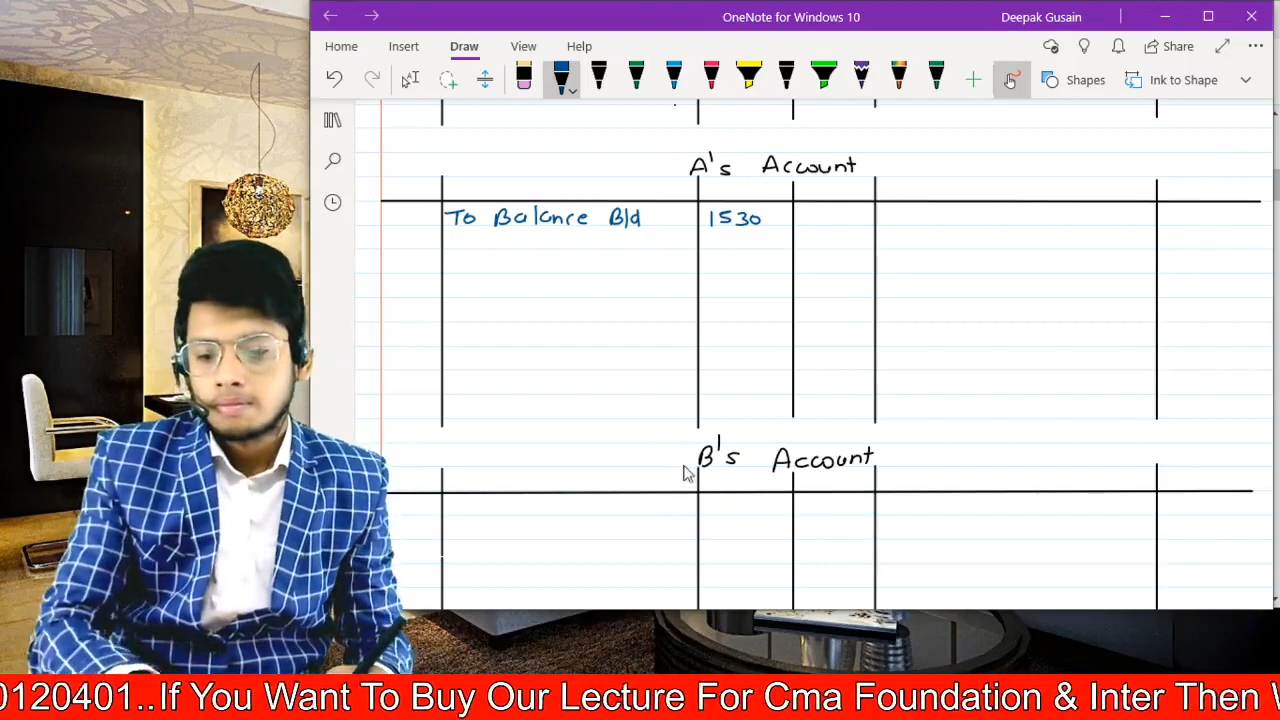 OneNote for Windows 10
Deepak Gusain
Home Insert Draw View Help
Share
Shapes
Ink to Shape
A's Account
To Balance B/d 1530
B's Account
0120401..If You Want To Buy Our Lecture For Cma Foundation & Inter Then